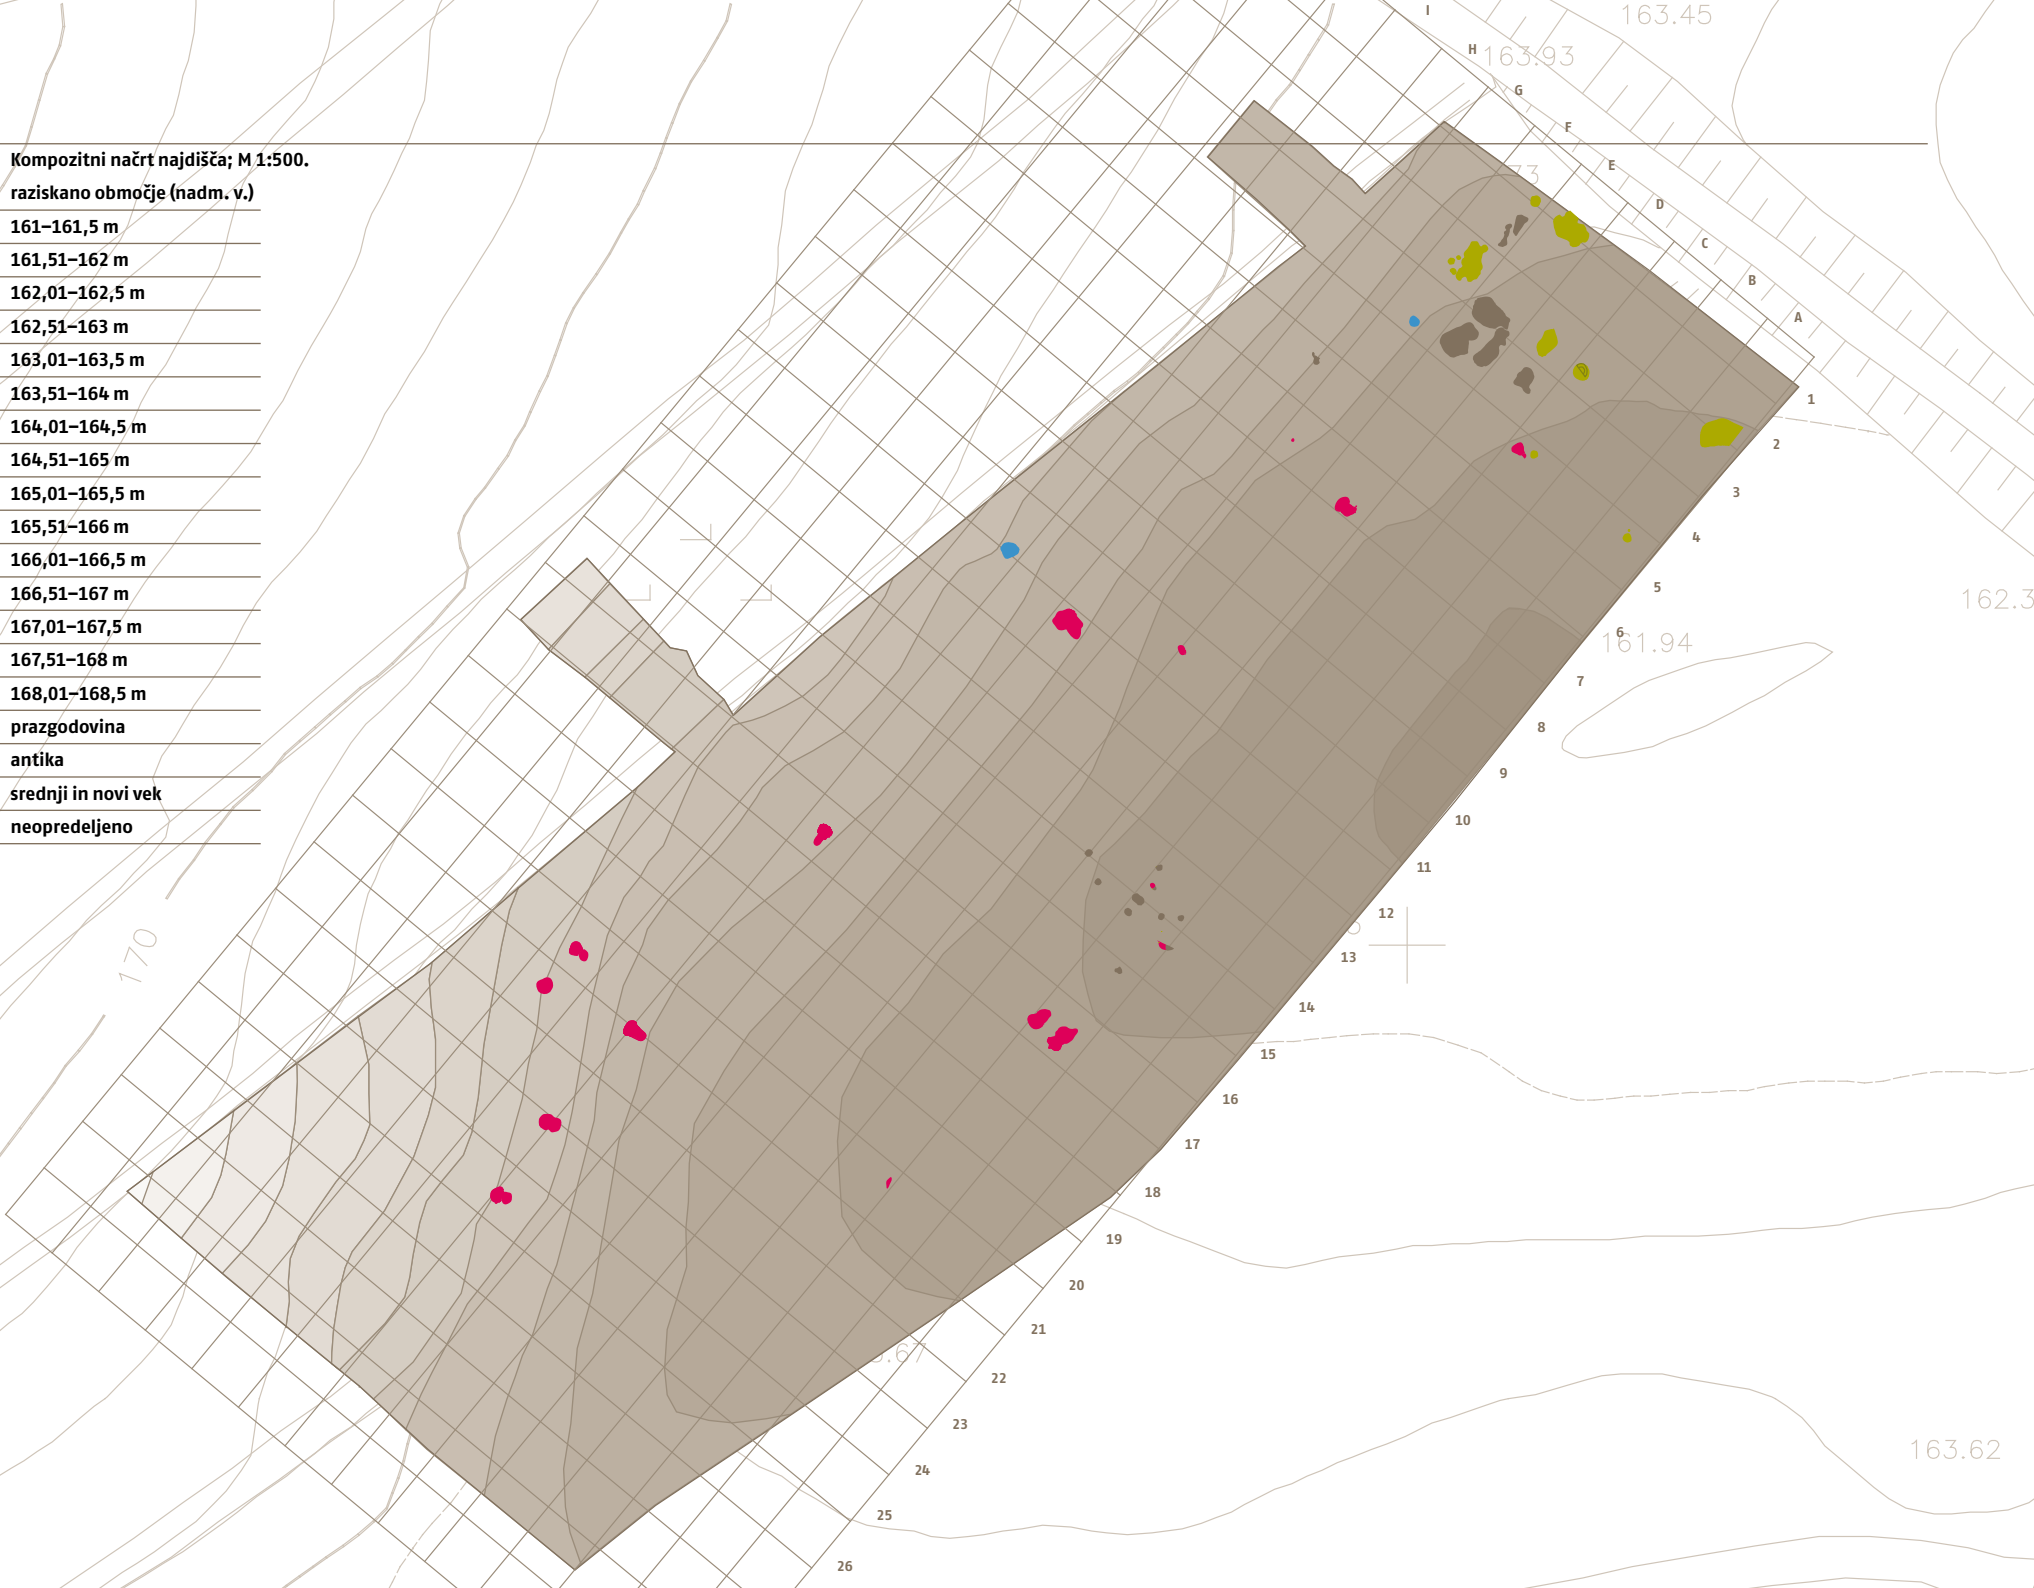 Kompozitni načrt najdišča; M 1:500.
raziskano območje (nadm. v.)
161–161,5 m
161,51–162 m
162,01–162,5 m
162,51–163 m
163,01–163,5 m
163,51–164 m
164,01–164,5 m
164,51–165 m
165,01–165,5 m
165,51–166 m
166,01–166,5 m
166,51–167 m
167,01–167,5 m
167,51–168 m
168,01–168,5 m
prazgodovina
antika
srednji in novi vek
neopredeljeno
I
H
G
F
E
D
C
B
A
1
2
3
4
5
6
7
8
9
10
11
12
13
14
15
16
17
18
19
20
21
22
23
24
25
26
163.45
163.93
161.94
163.62
170